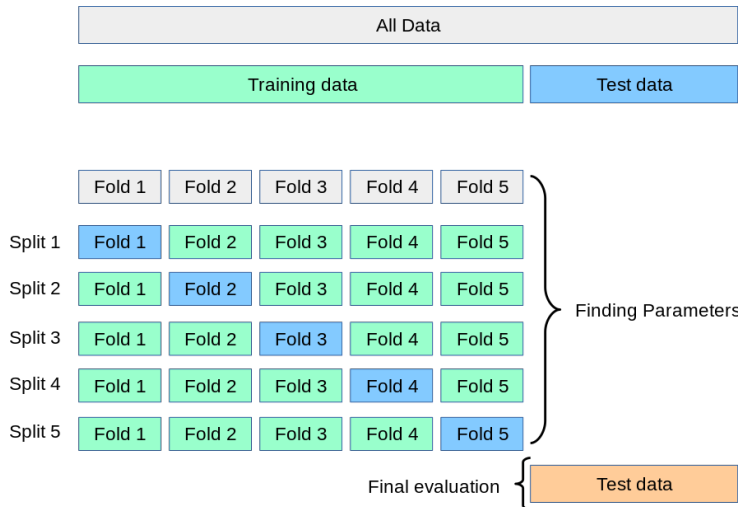 All Data
Training data Test data
Fold 1 Fold 2 Fold 3 Fold 4 Fold 5
Split 1 Fold 1 Fold 2 Fold 3 Fold 4 Fold 5
Split 2 Fold 1 Fold 2 Fold 3 Fold 4 Fold 5
Finding Parameters
Split 3 Fold 1 Fold 2 Fold 3 Fold 4 Fold 5
Split 4 Fold 1 Fold 2 Fold 3 Fold 4 Fold 5
Split 5 Fold 1 Fold 2 Fold 3 Fold 4 Fold 5
Final evaluation Test data